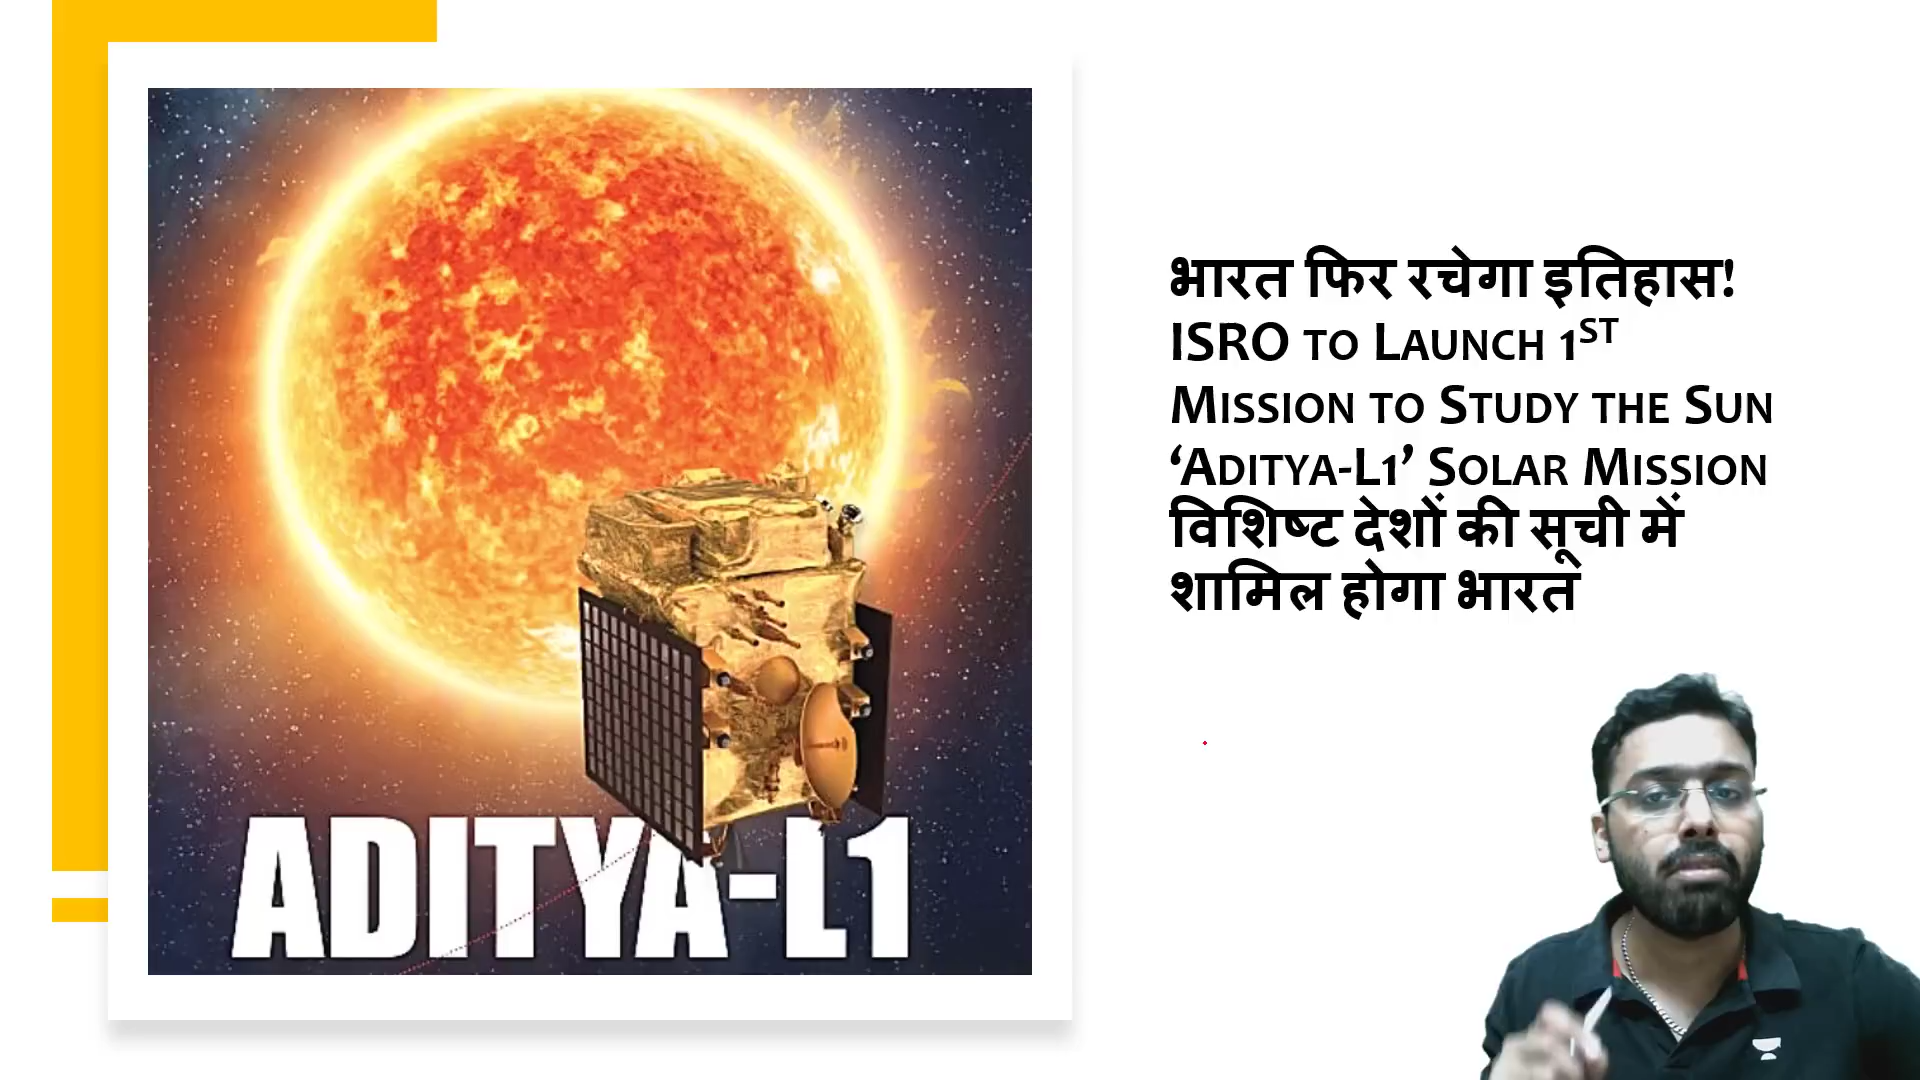 भारत फिर रचेगा इतिहास!
ISRO TO LAUNCH 1ST
MISSION TO STUDY THE SUN
‘ADITYA-L1’ SOLAR MISSION
विशिष्ट देशों की सूची में
शामिल होगा भारत
ADITYA-L1